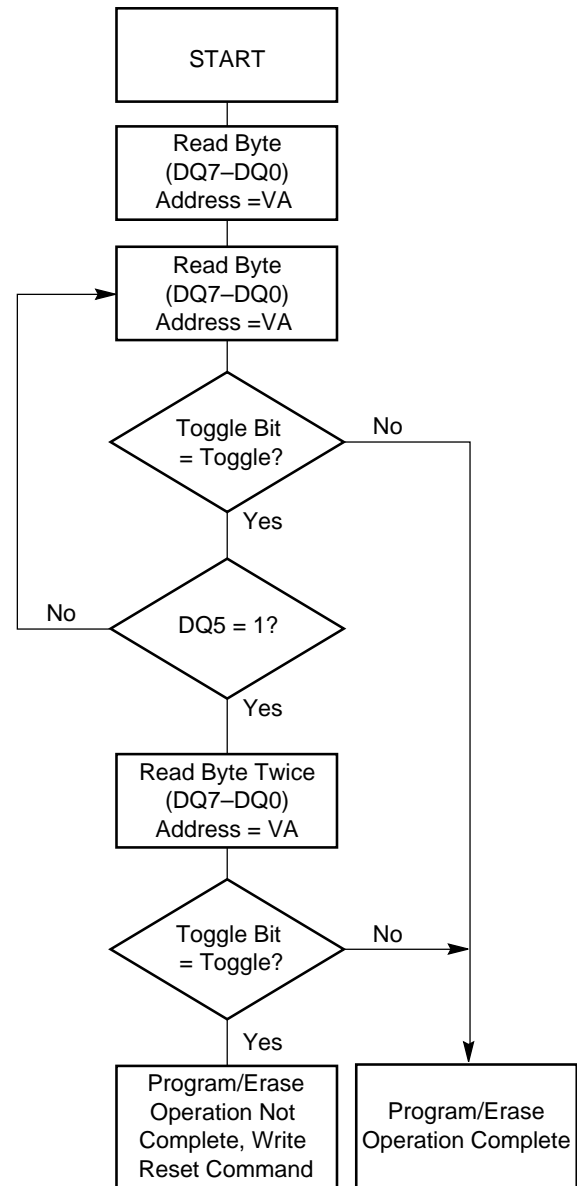 START
Read Byte
(DQ7–DQ0)
Address =VA
Read Byte
(DQ7–DQ0)
Address =VA
Toggle Bit
= Toggle?
No
Yes
No
DQ5 = 1?
Yes
Read Byte Twice
(DQ7–DQ0)
Address = VA
Toggle Bit
= Toggle?
No
Yes
Program/Erase
Operation Not
Complete, Write
Reset Command
Program/Erase
Operation Complete